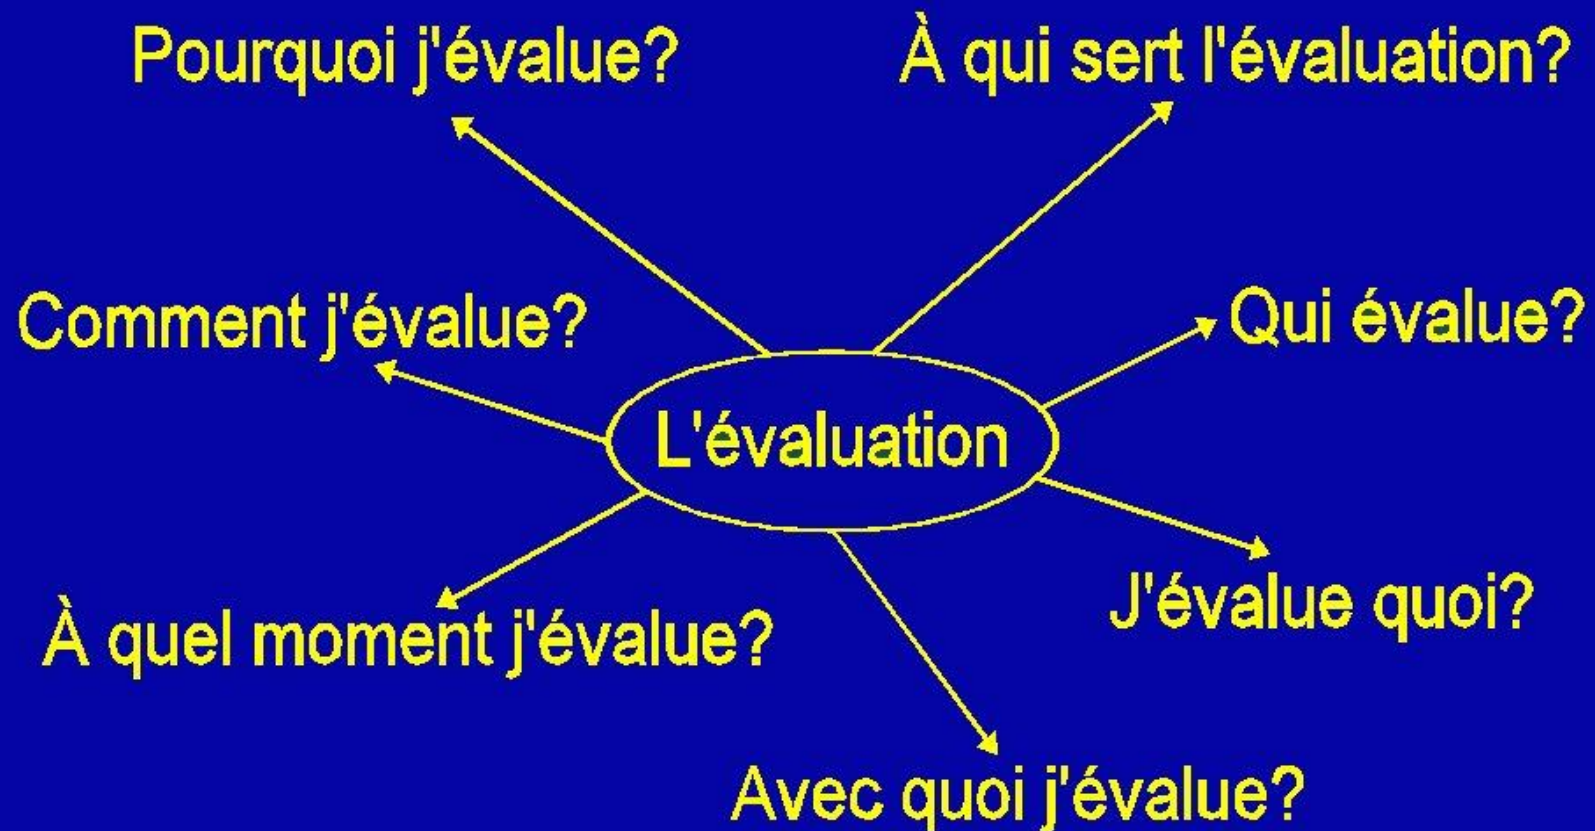 Pourquoi j'évalue?
À qui sert l'évaluation?
Comment j'évalue?
Qui évalue?
L'évaluation
À quel moment j'évalue?
J'évalue quoi?
Avec quoi j'évalue?